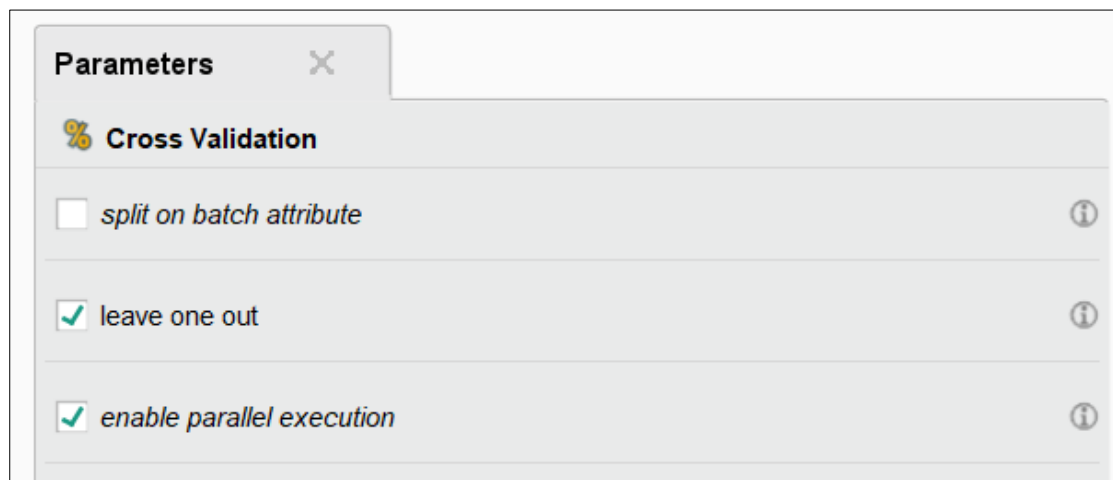 Parameters
Cross Validation
split on batch attribute
leave one out
enable parallel execution